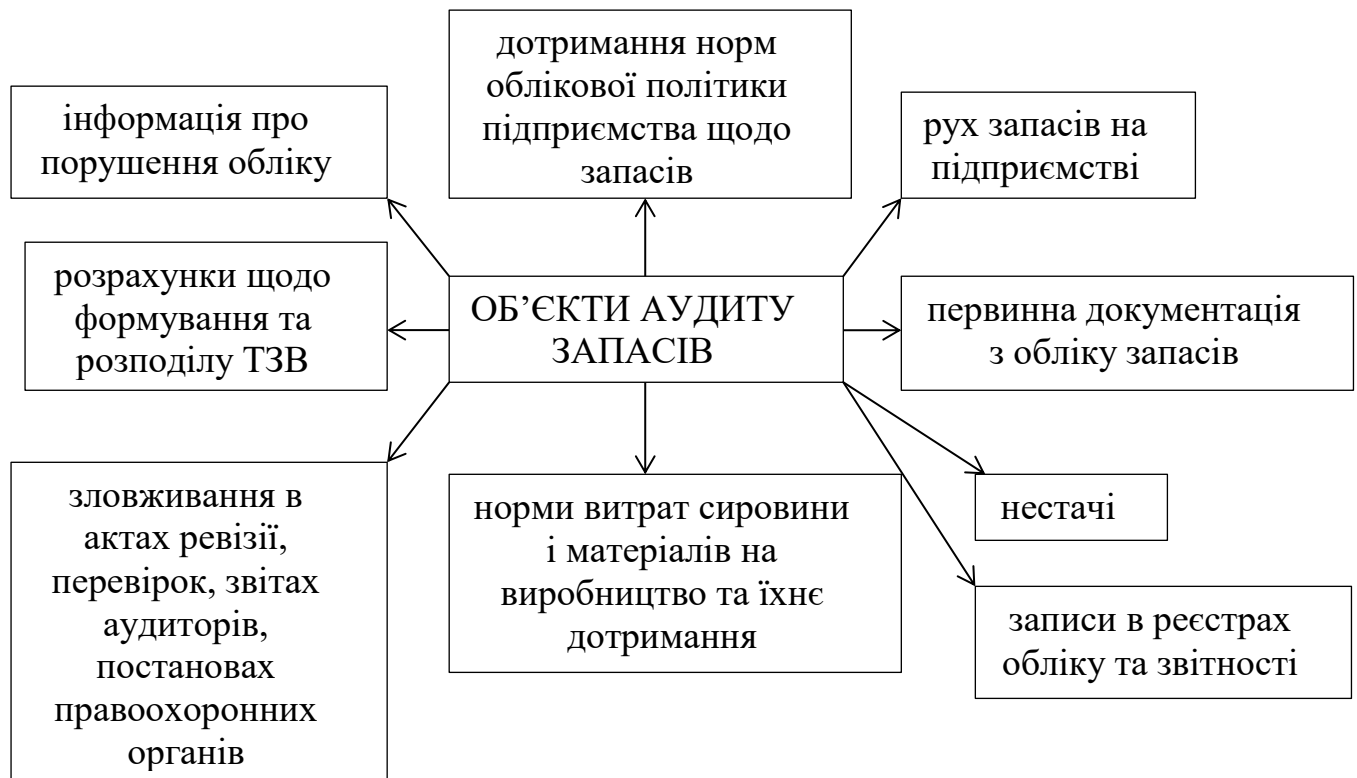 дотримання норм
облікової політики
підприємства щодо
запасів
інформація про
порушення обліку
рух запасів на
підприємстві
розрахунки щодо
формування та
розподілу ТЗВ
ОБ’ЄКТИ АУДИТУ
ЗАПАСІВ
первинна документація
з обліку запасів
зловживання в
актах ревізії,
перевірок, звітах
аудиторів,
постановах
правоохоронних
органів
норми витрат сировини
і матеріалів на
виробництво та їхнє
дотримання
нестачі
записи в реєстрах
обліку та звітності